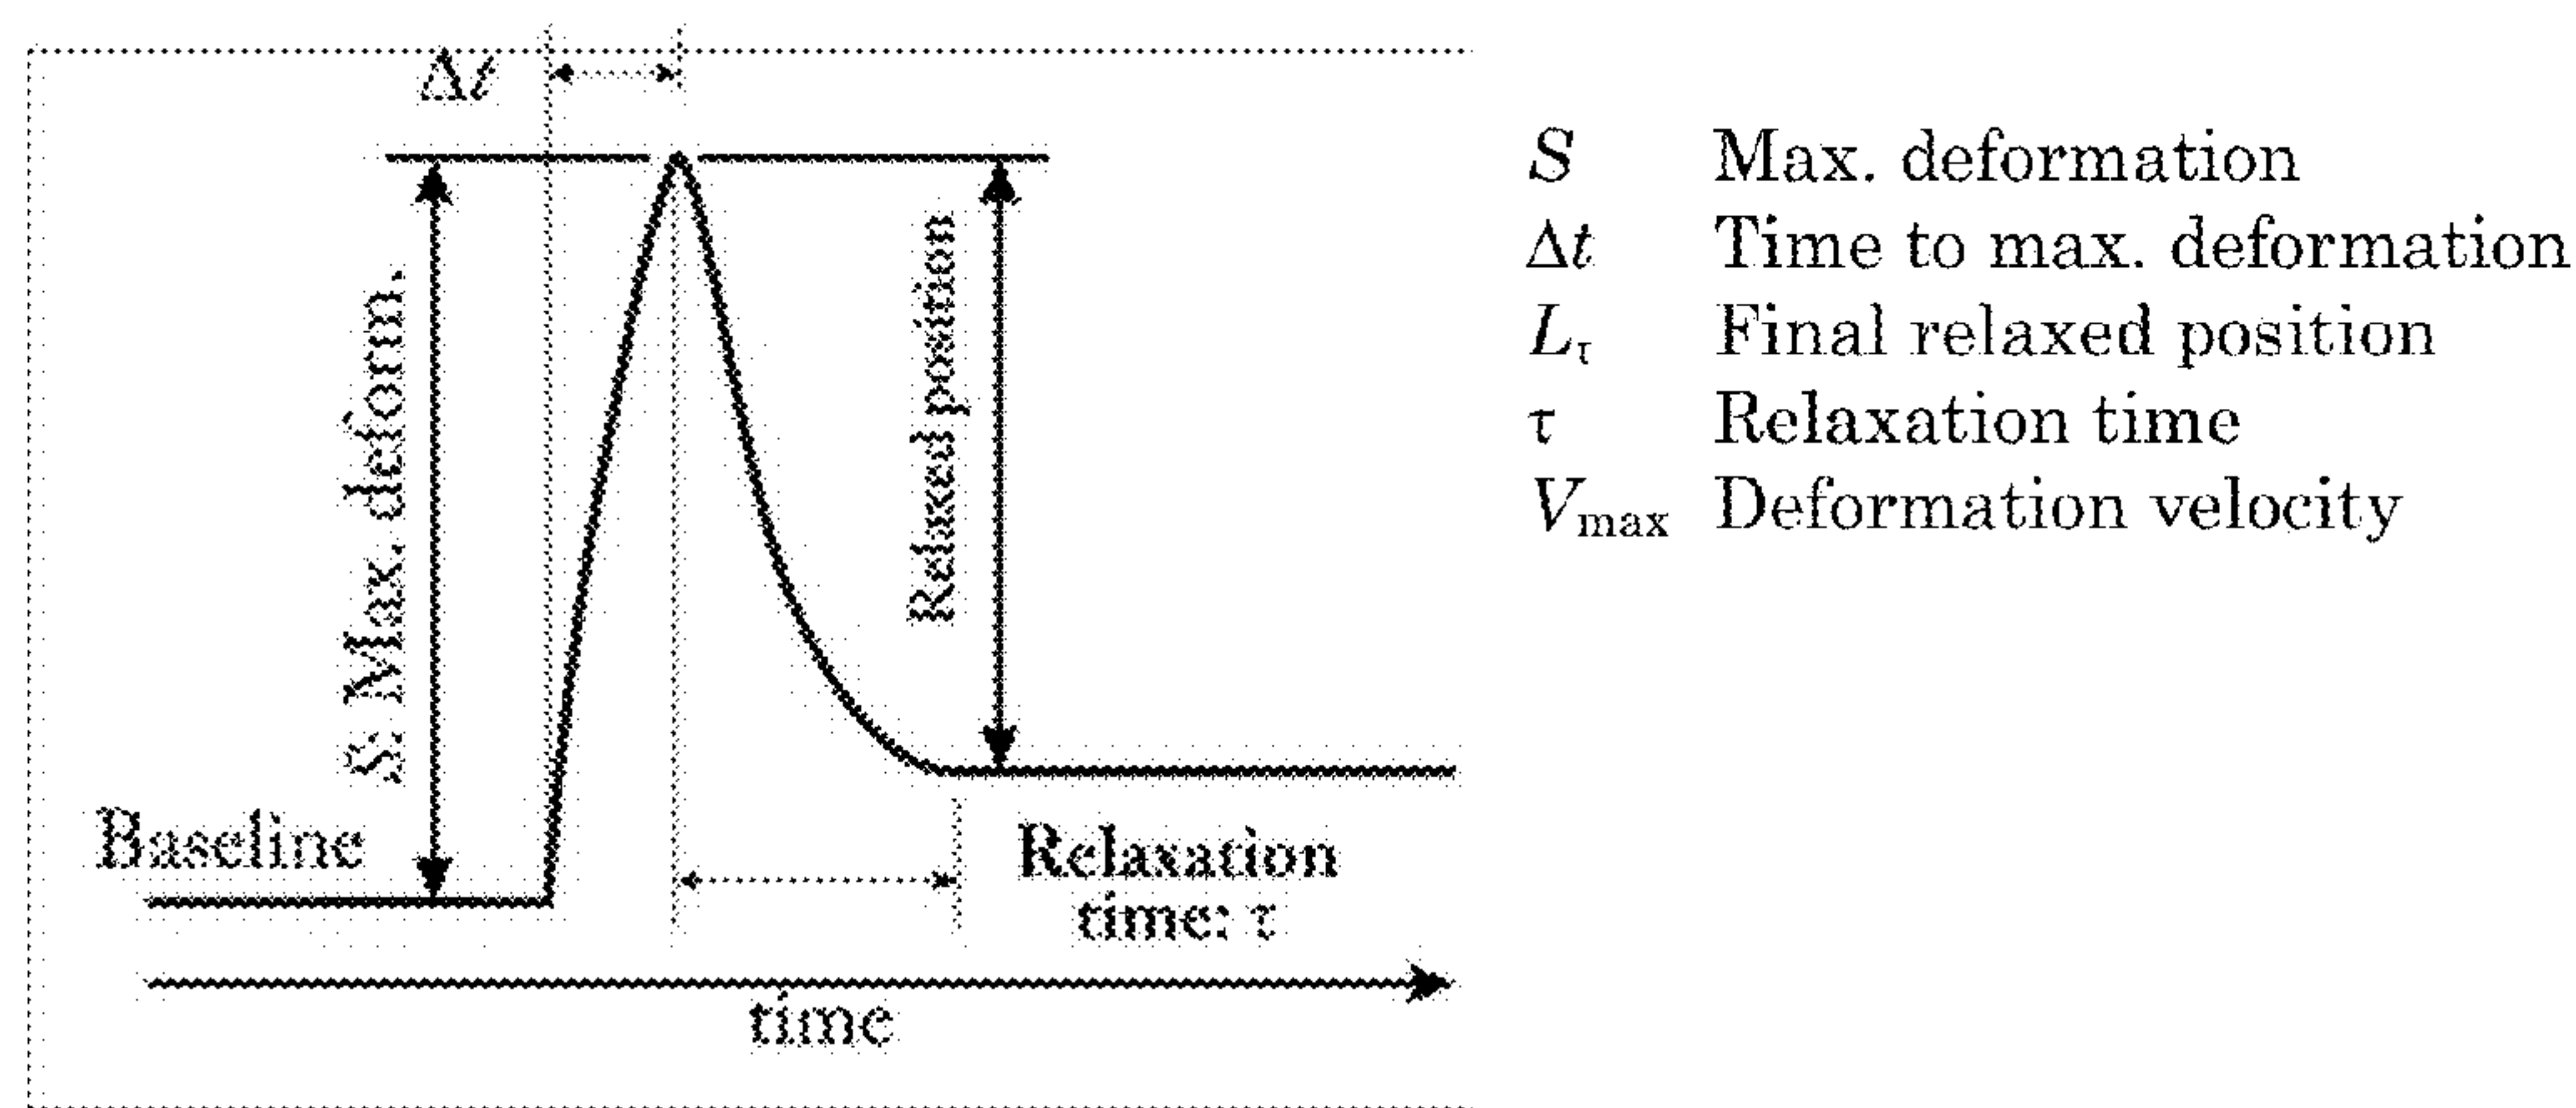 Δt
S: Max. deform.
Relaxed position
Baseline
Relaxation
time: τ
time
S Max. deformation
Δt Time to max. deformation
Lτ Final relaxed position
τ Relaxation time
Vmax Deformation velocity